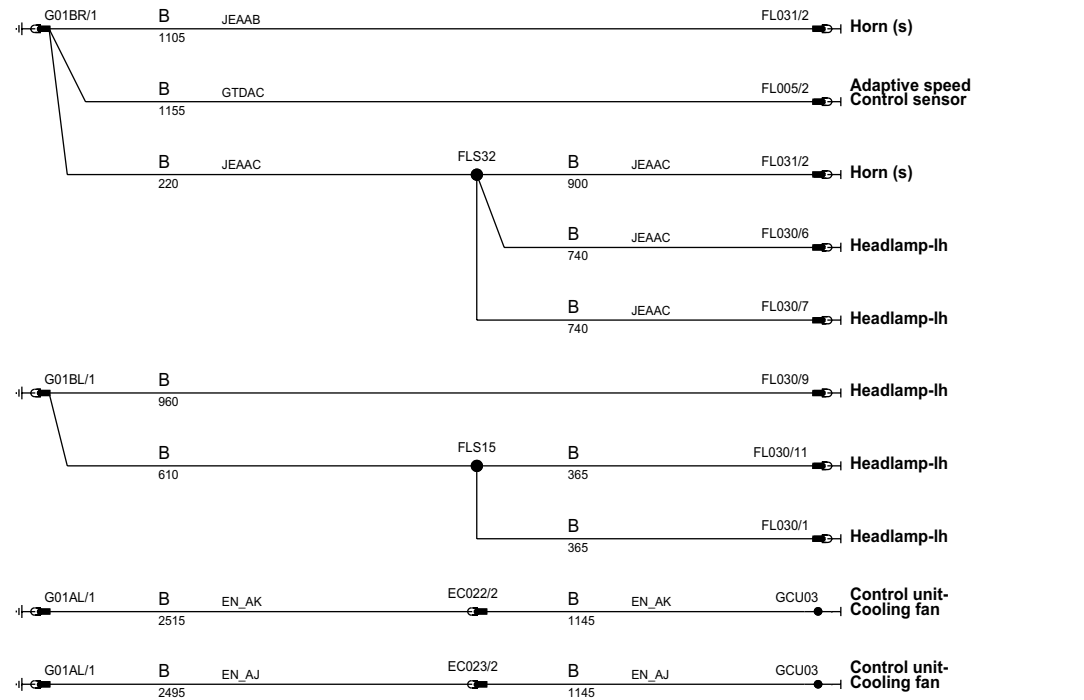 G01BR/1 B JEAAB FL031/2 Horn (s)
1105
B GTDAC FL005/2 Adaptive speed
1155 Control sensor
B JEAAC FLS32 B JEAAC FL031/2 Horn (s)
220 900
B JEAAC FL030/6 Headlamp-lh
740
B JEAAC FL030/7 Headlamp-lh
740
G01BL/1 B FL030/9 Headlamp-lh
960
B FLS15 B FL030/11 Headlamp-lh
610 365
B FL030/1 Headlamp-lh
365
G01AL/1 B EN_AK EC022/2 B EN_AK GCU03 Control unit-
2515 1145 Cooling fan
G01AL/1 B EN_AJ EC023/2 B EN_AJ GCU03 Control unit-
2495 1145 Cooling fan